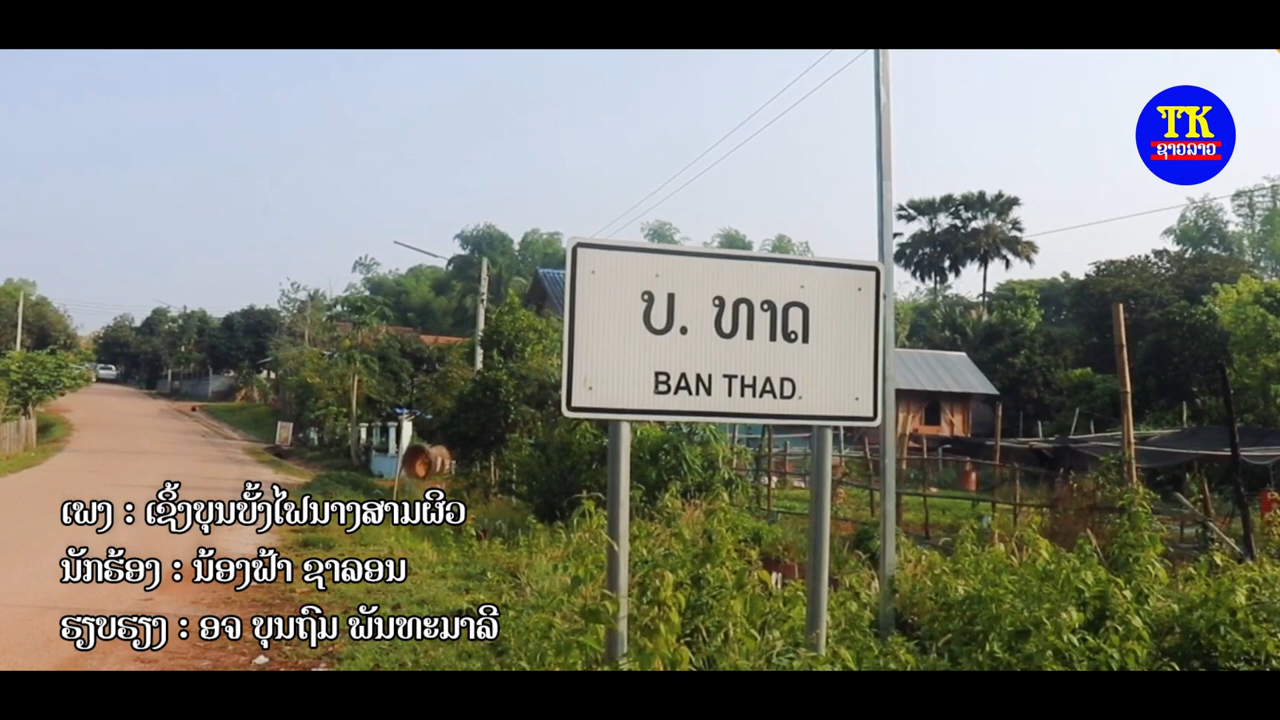 TK
ຊາວລາວ
ບ. ທາດ
BAN THAD
ເພງ : ເຊິ້ງຂຸນບັ້ງໄຟນາງສາມຜິວ
ນັກຮ້ອງ : ນ້ອງຟ້າ ຊາລອນ
ຮຽບຮຽງ : ອຈ ບຸນຖົມ ພັນທະມາລີ